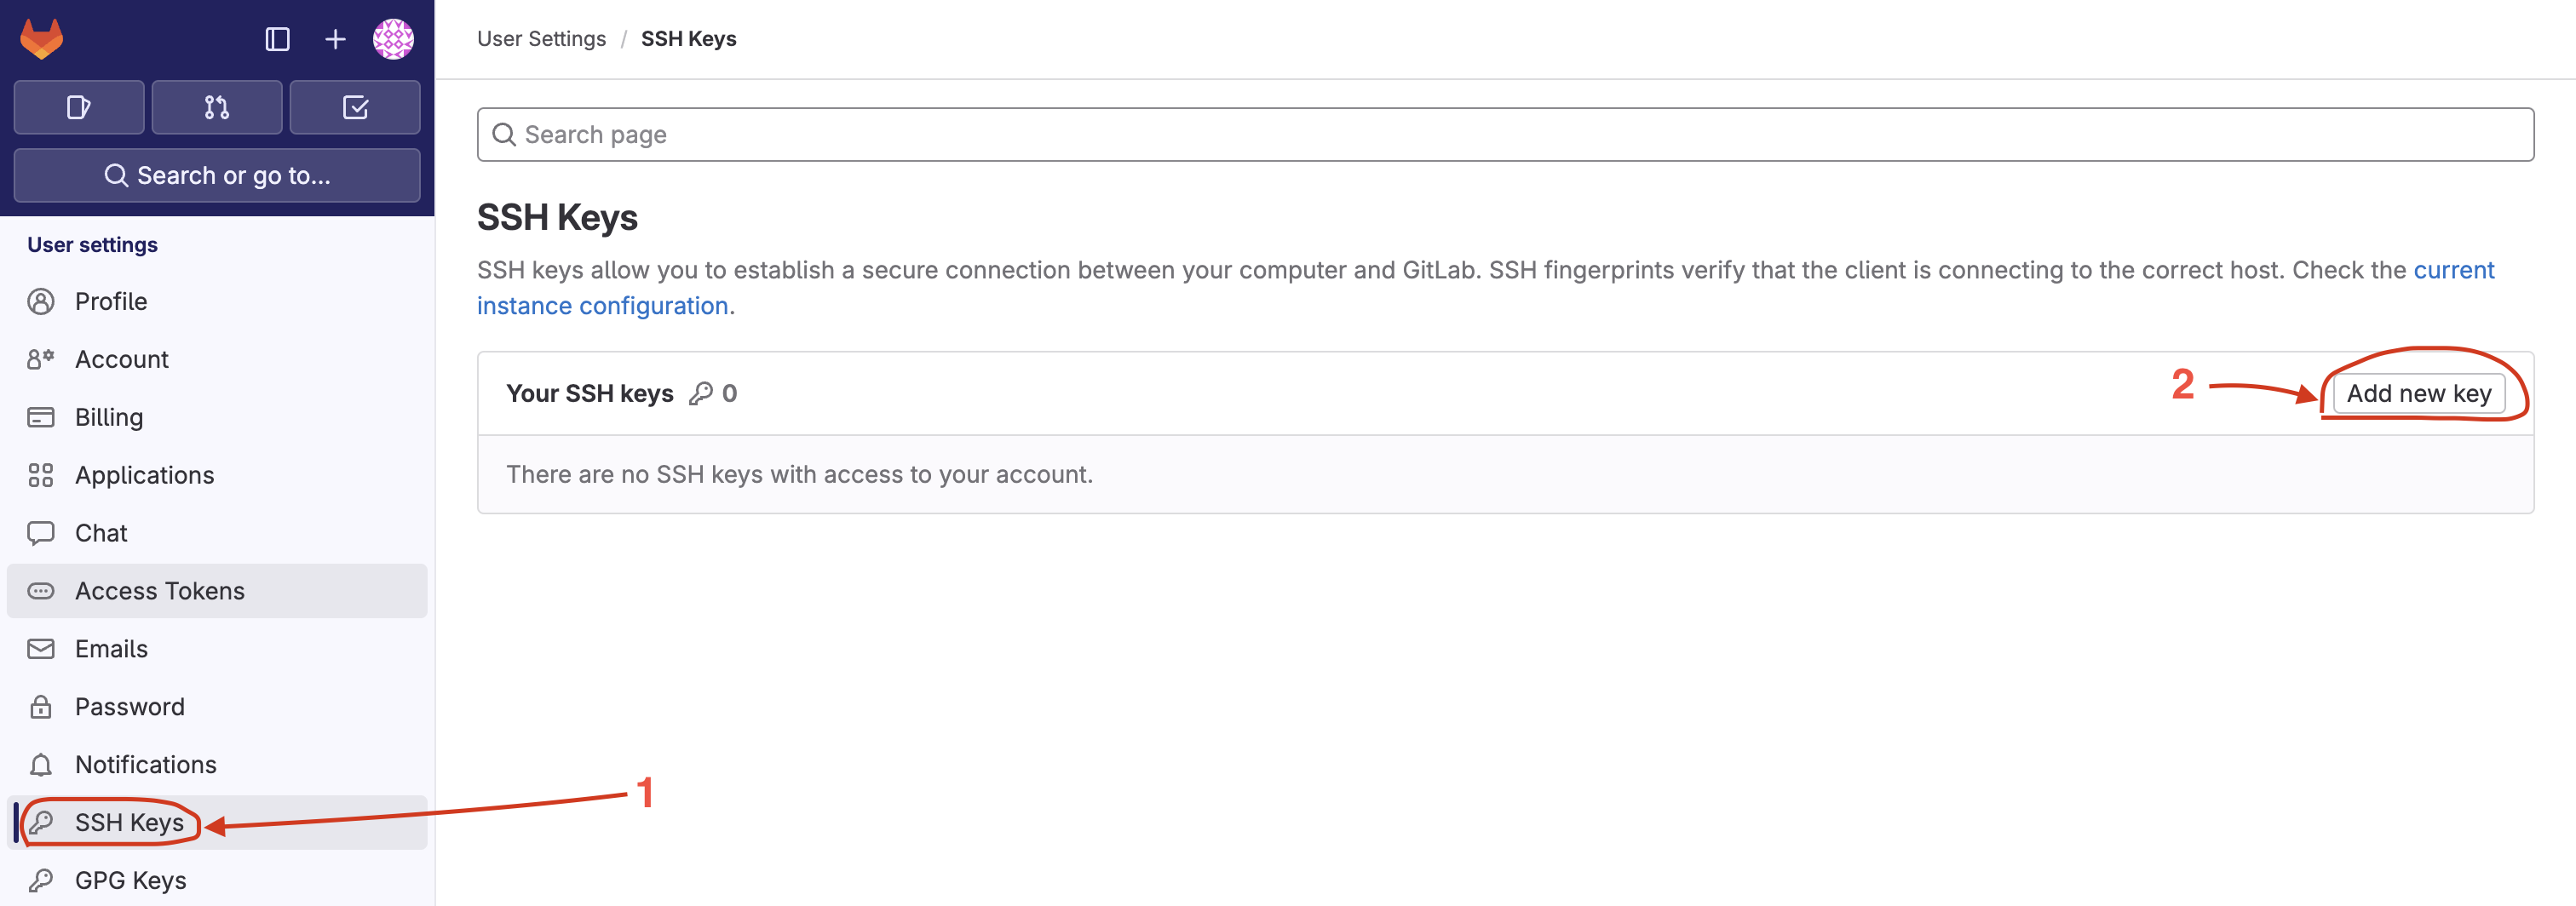 User Settings / SSH Keys
Search page
Search or go to...
User settings
Profile
Account
Billing
Applications
Chat
Access Tokens
Emails
Password
Notifications
SSH Keys
1
GPG Keys
SSH Keys
SSH keys allow you to establish a secure connection between your computer and GitLab. SSH fingerprints verify that the client is connecting to the correct host. Check the current
instance configuration.
Your SSH keys 0
2
Add new key
There are no SSH keys with access to your account.